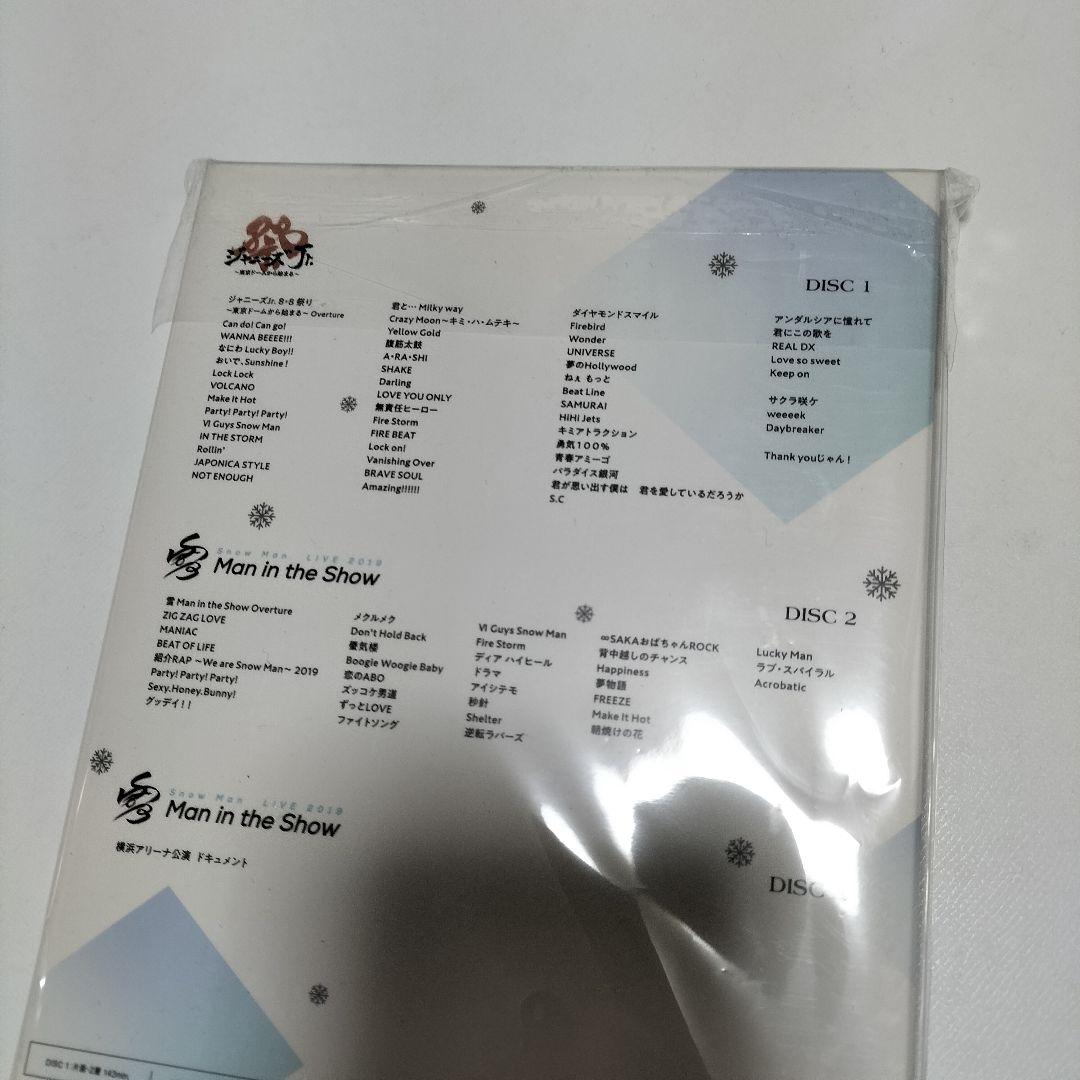 祭
ジャニーズJr.
～東京ドームから始まる～
DISC 1
ジャニーズJr. 8・8 祭り
～東京ドームから始まる～ Overture
Can do! Can go!
WANNA BEEEE!!!
なにわ Lucky Boy!!
おいで、Sunshine!
Lock Lock
VOLCANO
Make It Hot
Party! Party! Party!
VI Guys Snow Man
IN THE STORM
Rollin'
JAPONICA STYLE
NOT ENOUGH
君と… Milky way
Crazy Moon～キミ・ハ・ムテキ～
Yellow Gold
腹筋太鼓
A・RA・SHI
SHAKE
Darling
LOVE YOU ONLY
無責任ヒーロー
Fire Storm
FIRE BEAT
Lock on!
Vanishing Over
BRAVE SOUL
Amazing!!!!!!
ダイヤモンドスマイル
Firebird
Wonder
UNIVERSE
夢のHollywood
ねぇ もっと
Beat Line
SAMURAI
HiHi Jets
キミアトラクション
勇気100%
青春アミーゴ
パラダイス銀河
君が思い出す僕は 君を愛しているだろうか
S.C
アンダルシアに憧れて
君にこの歌を
REAL DX
Love so sweet
Keep on
サクラ咲ケ
weeeek
Daybreaker
Thank youじゃん!
Snow Man LIVE 2019
雪 Man in the Show
DISC 2
雪 Man in the Show Overture
ZIG ZAG LOVE
MANIAC
BEAT OF LIFE
紹介RAP ～We are Snow Man～ 2019
Party! Party! Party!
Sexy.Honey.Bunny!
グッデイ!!
メクルメク
Don't Hold Back
蜃気楼
Boogie Woogie Baby
恋のABO
ズッコケ男道
ずっとLOVE
ファイトソング
VI Guys Snow Man
Fire Storm
ディア ハイヒール
ドラマ
アイシテモ
秒針
Shelter
逆転ラバーズ
∞SAKAおばちゃんROCK
背中越しのチャンス
Happiness
夢物語
FREEZE
Make It Hot
朝焼けの花
Lucky Man
ラブ・スパイラル
Acrobatic
Snow Man LIVE 2019
雪 Man in the Show
DISC
横浜アリーナ公演 ドキュメント
DISC 1:片面・2層 143min.